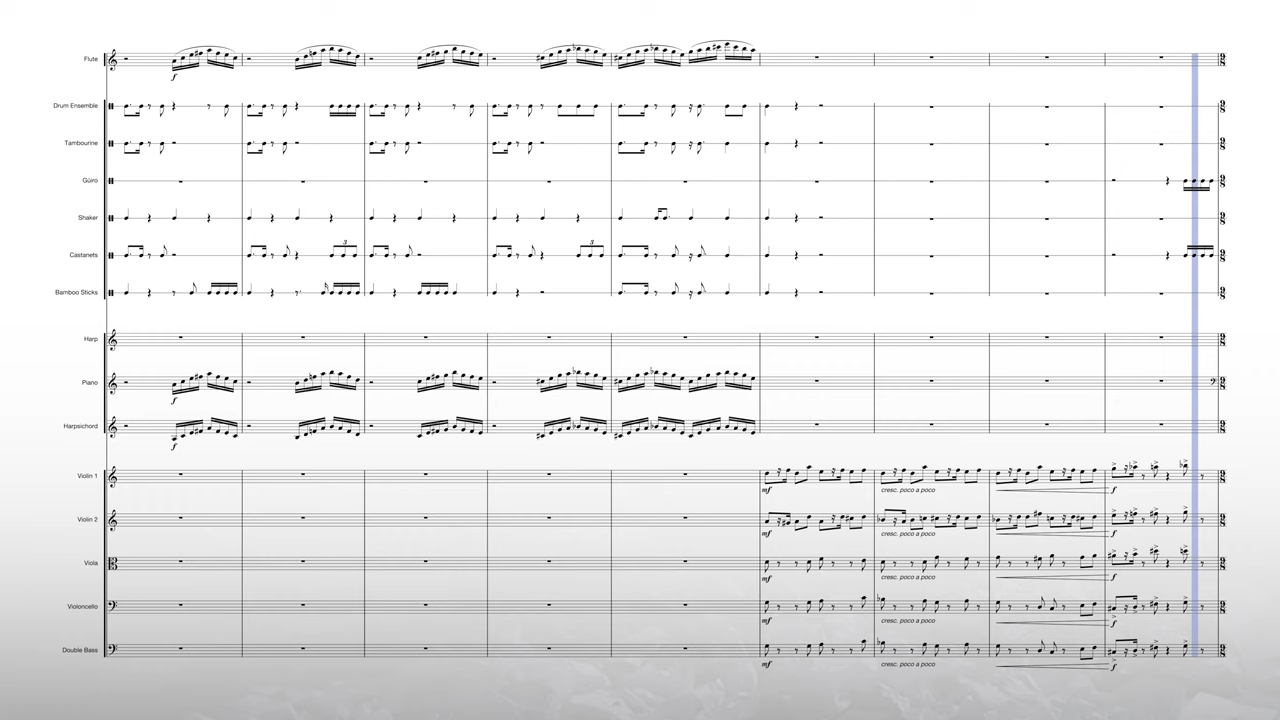 Flute
f
Drum Ensemble
Tambourine
Güiro
Shaker
Castanets
3
3
Bamboo Sticks
Harp
Piano
f
Harpsichord
f
Violin 1
mf
cresc. poco a poco
f
Violin 2
mf
cresc. poco a poco
f
Viola
mf
cresc. poco a poco
f
Violoncello
mf
cresc. poco a poco
f
Double Bass
mf
cresc. poco a poco
f